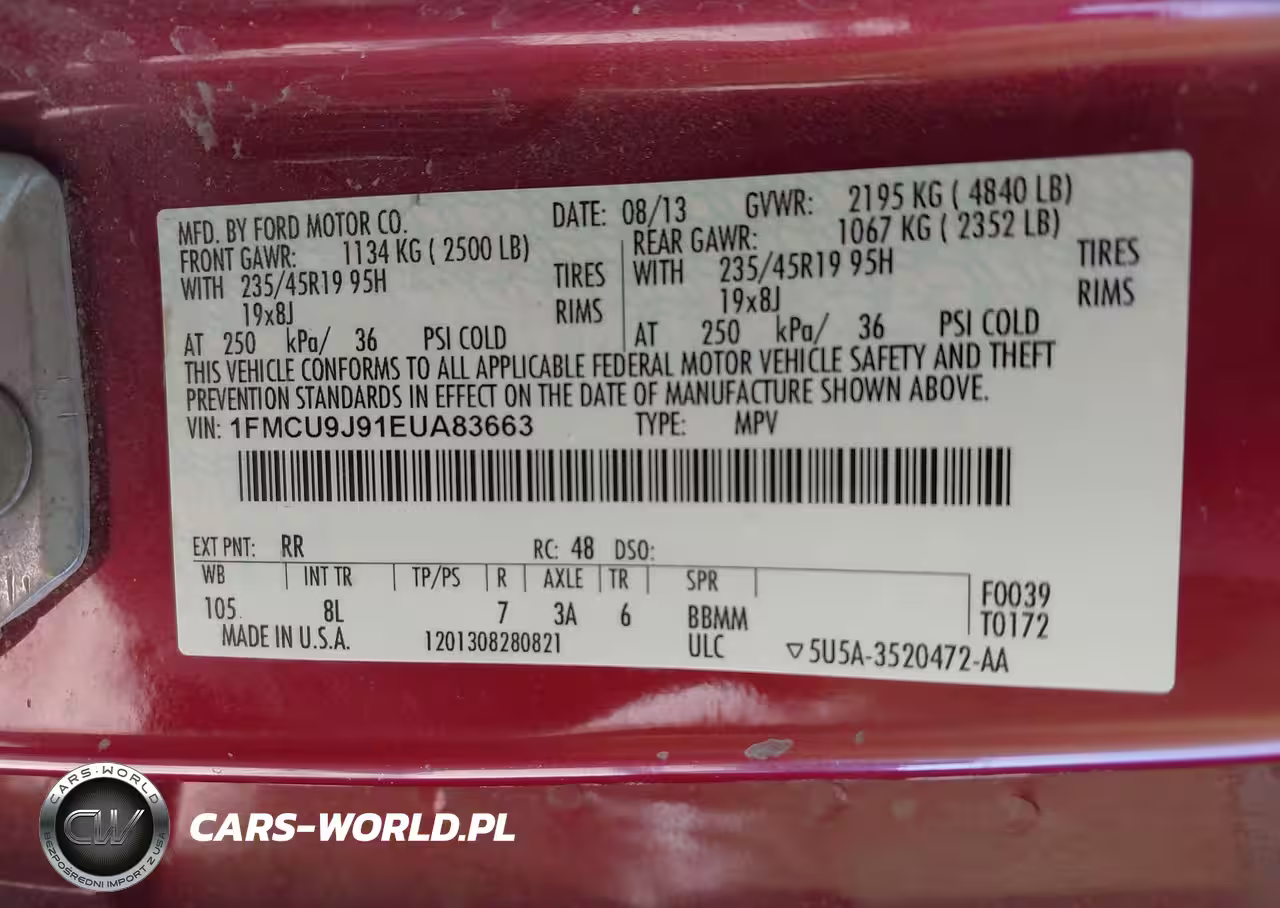 MFD. BY FORD MOTOR CO. DATE: 08/13 GVWR: 2195 KG ( 4840 LB)
FRONT GAWR: 1134 KG ( 2500 LB) REAR GAWR: 1067 KG ( 2352 LB)
WITH 235/45R19 95H TIRES WITH 235/45R19 95H TIRES
19x8J RIMS 19x8J RIMS
AT 250 kPa/ 36 PSI COLD AT 250 kPa/ 36 PSI COLD
THIS VEHICLE CONFORMS TO ALL APPLICABLE FEDERAL MOTOR VEHICLE SAFETY AND THEFT
PREVENTION STANDARDS IN EFFECT ON THE DATE OF MANUFACTURE SHOWN ABOVE.
VIN: 1FMCU9J91EUA83663 TYPE: MPV
EXT PNT: RR RC: 48 DSO:
WB INT TR TP/PS R AXLE TR SPR
105 8L 7 3A 6 BBMM F0039
T0172
MADE IN U.S.A. 1201308280821 ULC ▽5U5A-3520472-AA
CARS-WORLD
CW
BEZPOŚREDNI IMPORT Z USA
CARS-WORLD.PL